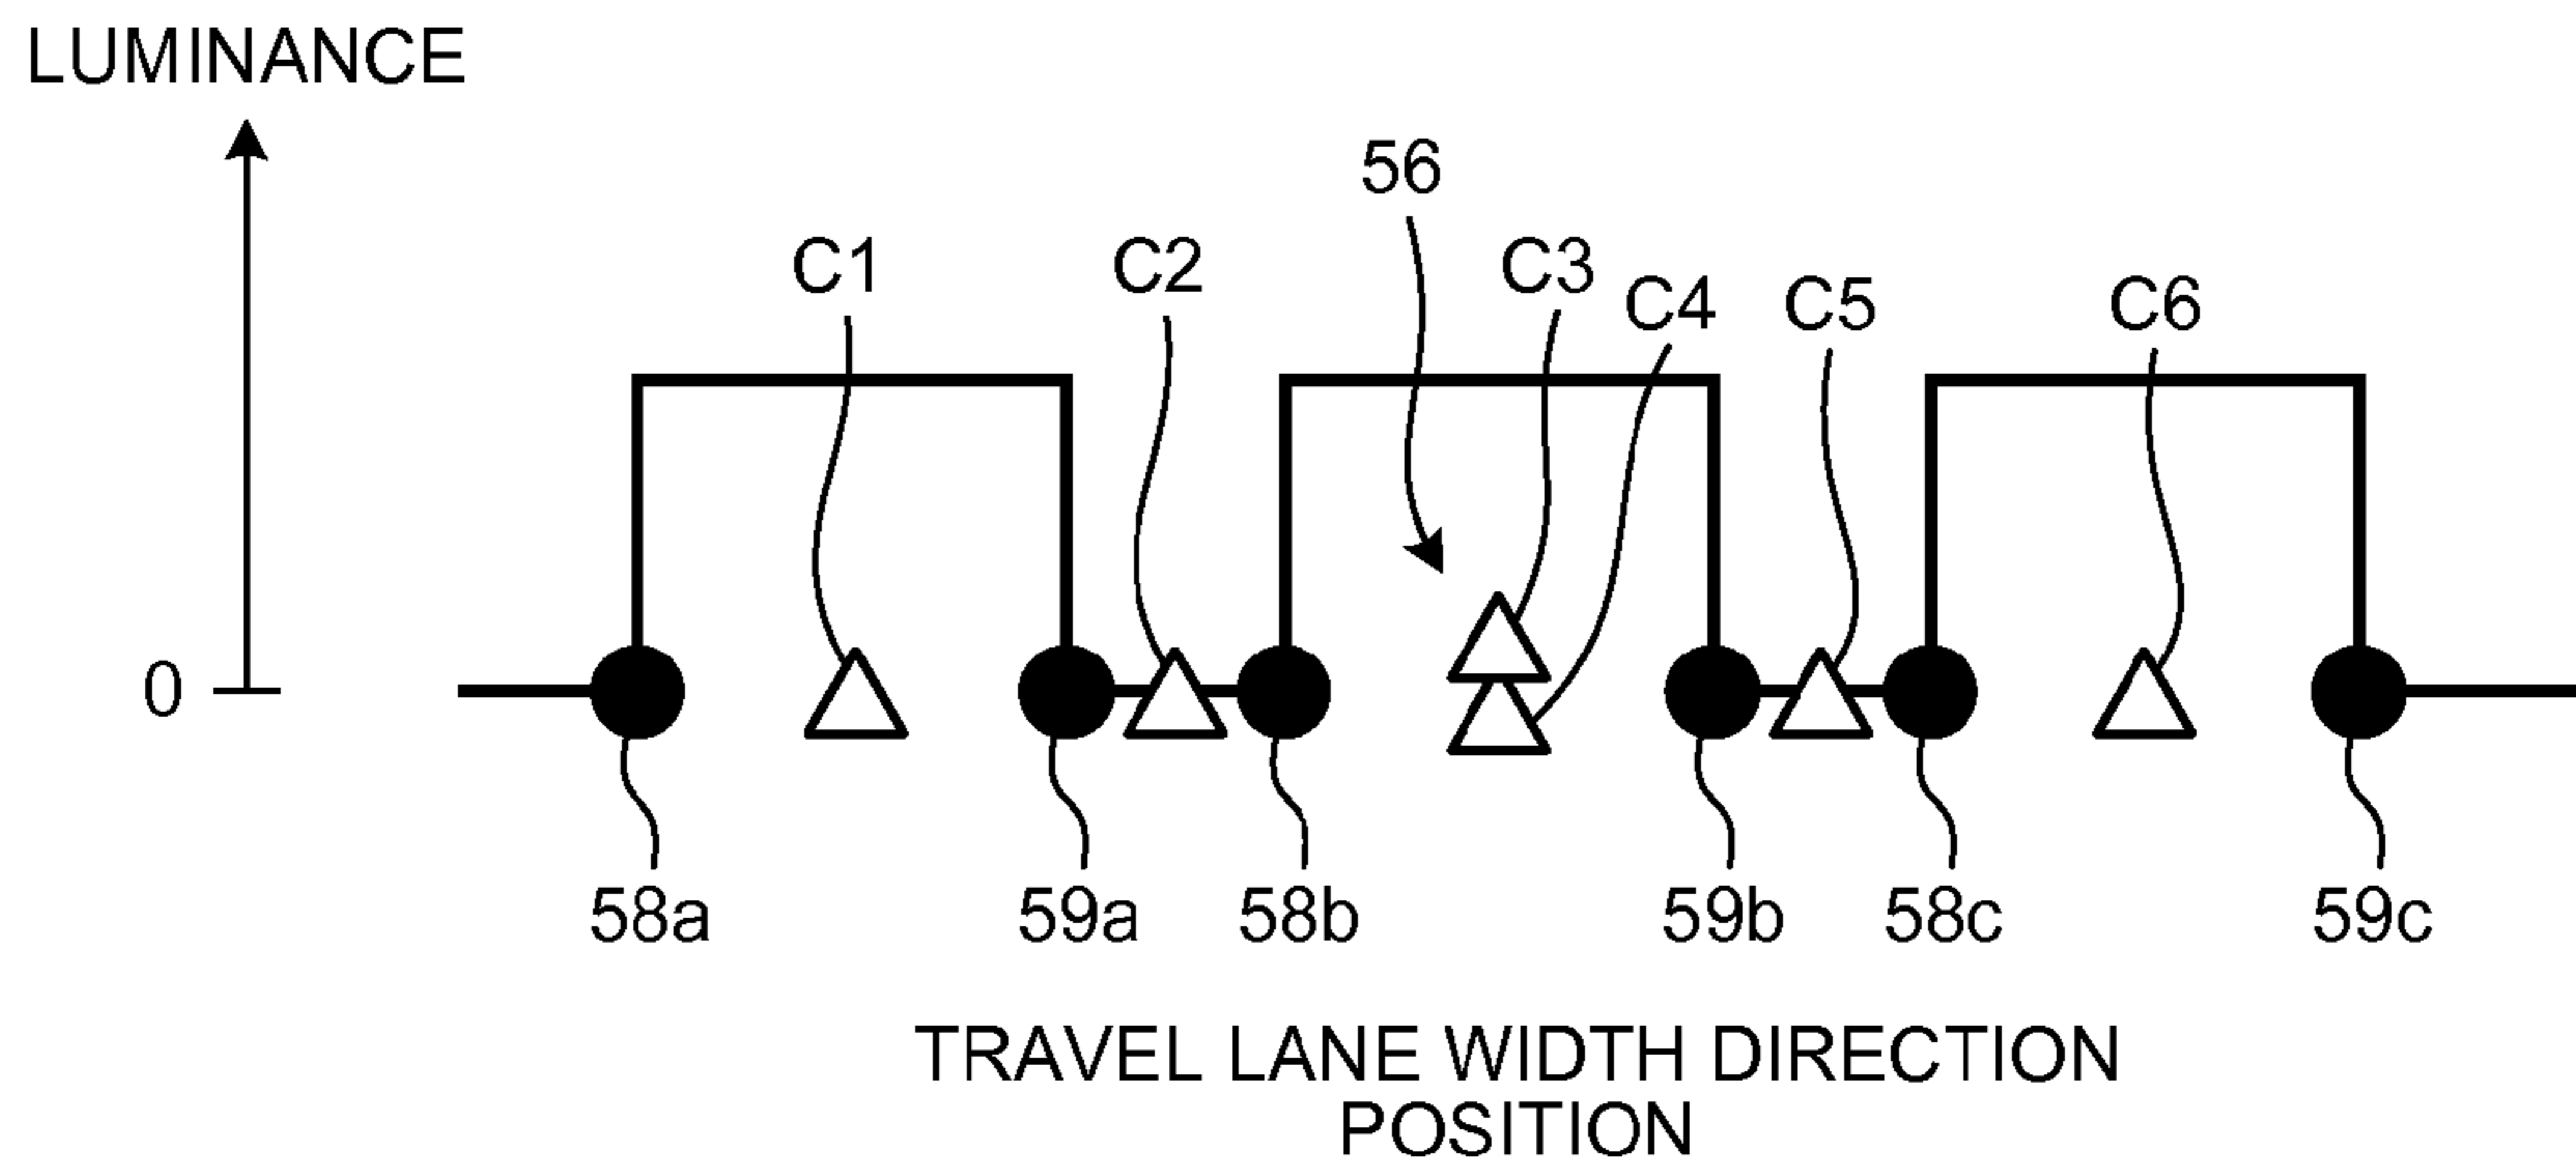 LUMINANCE
56
C1
C2
C3
C4
C5
C6
0
58a
59a
58b
59b
58c
59c
TRAVEL LANE WIDTH DIRECTION
POSITION